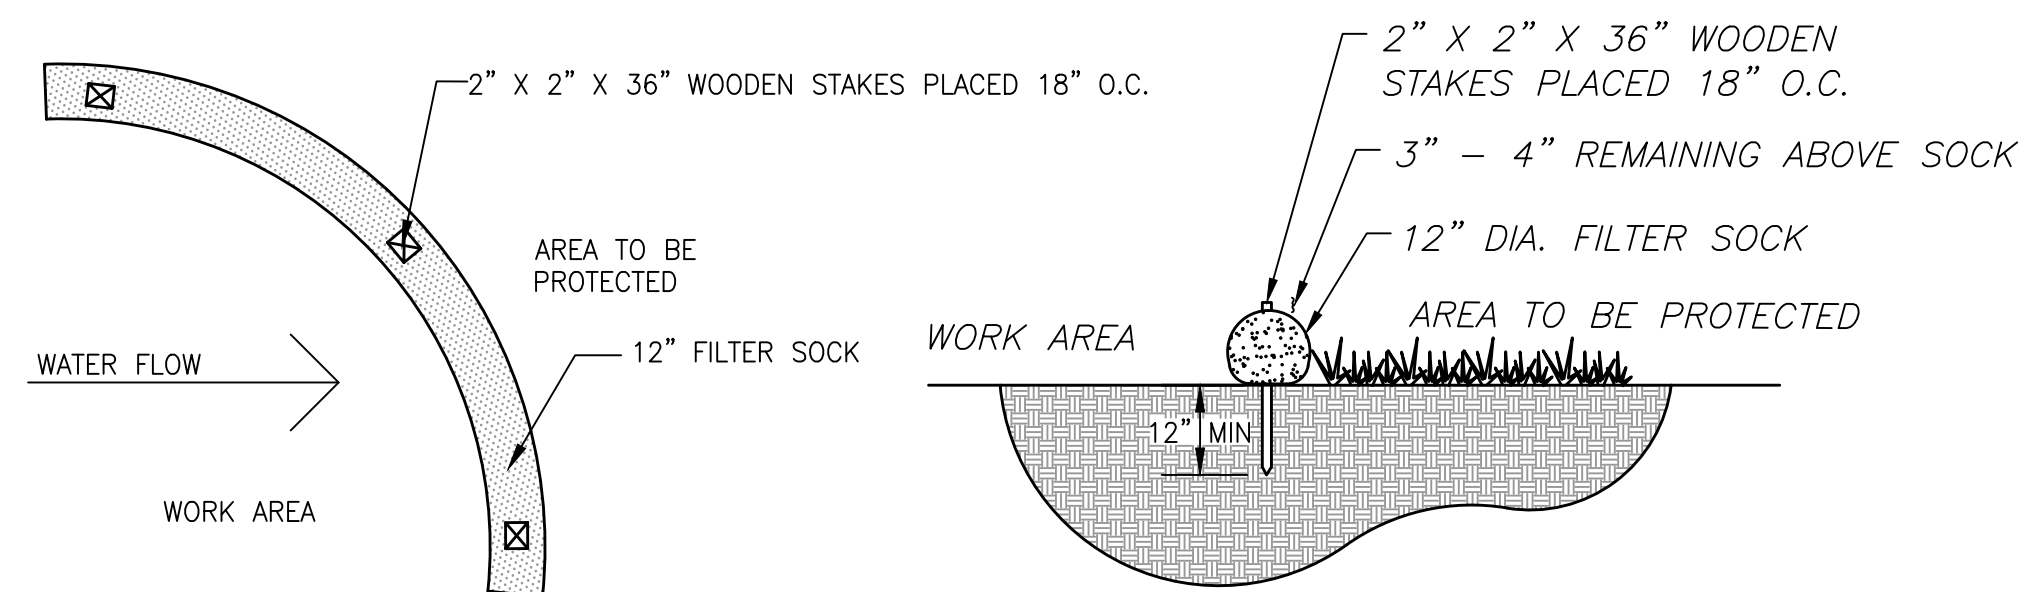 2” X 2” X 36” WOODEN STAKES PLACED 18” O.C.
AREA TO BE
PROTECTED
12” FILTER SOCK
WATER FLOW
WORK AREA
2” X 2” X 36” WOODEN
STAKES PLACED 18” O.C.
3” – 4” REMAINING ABOVE SOCK
12” DIA. FILTER SOCK
AREA TO BE PROTECTED
WORK AREA
12” MIN